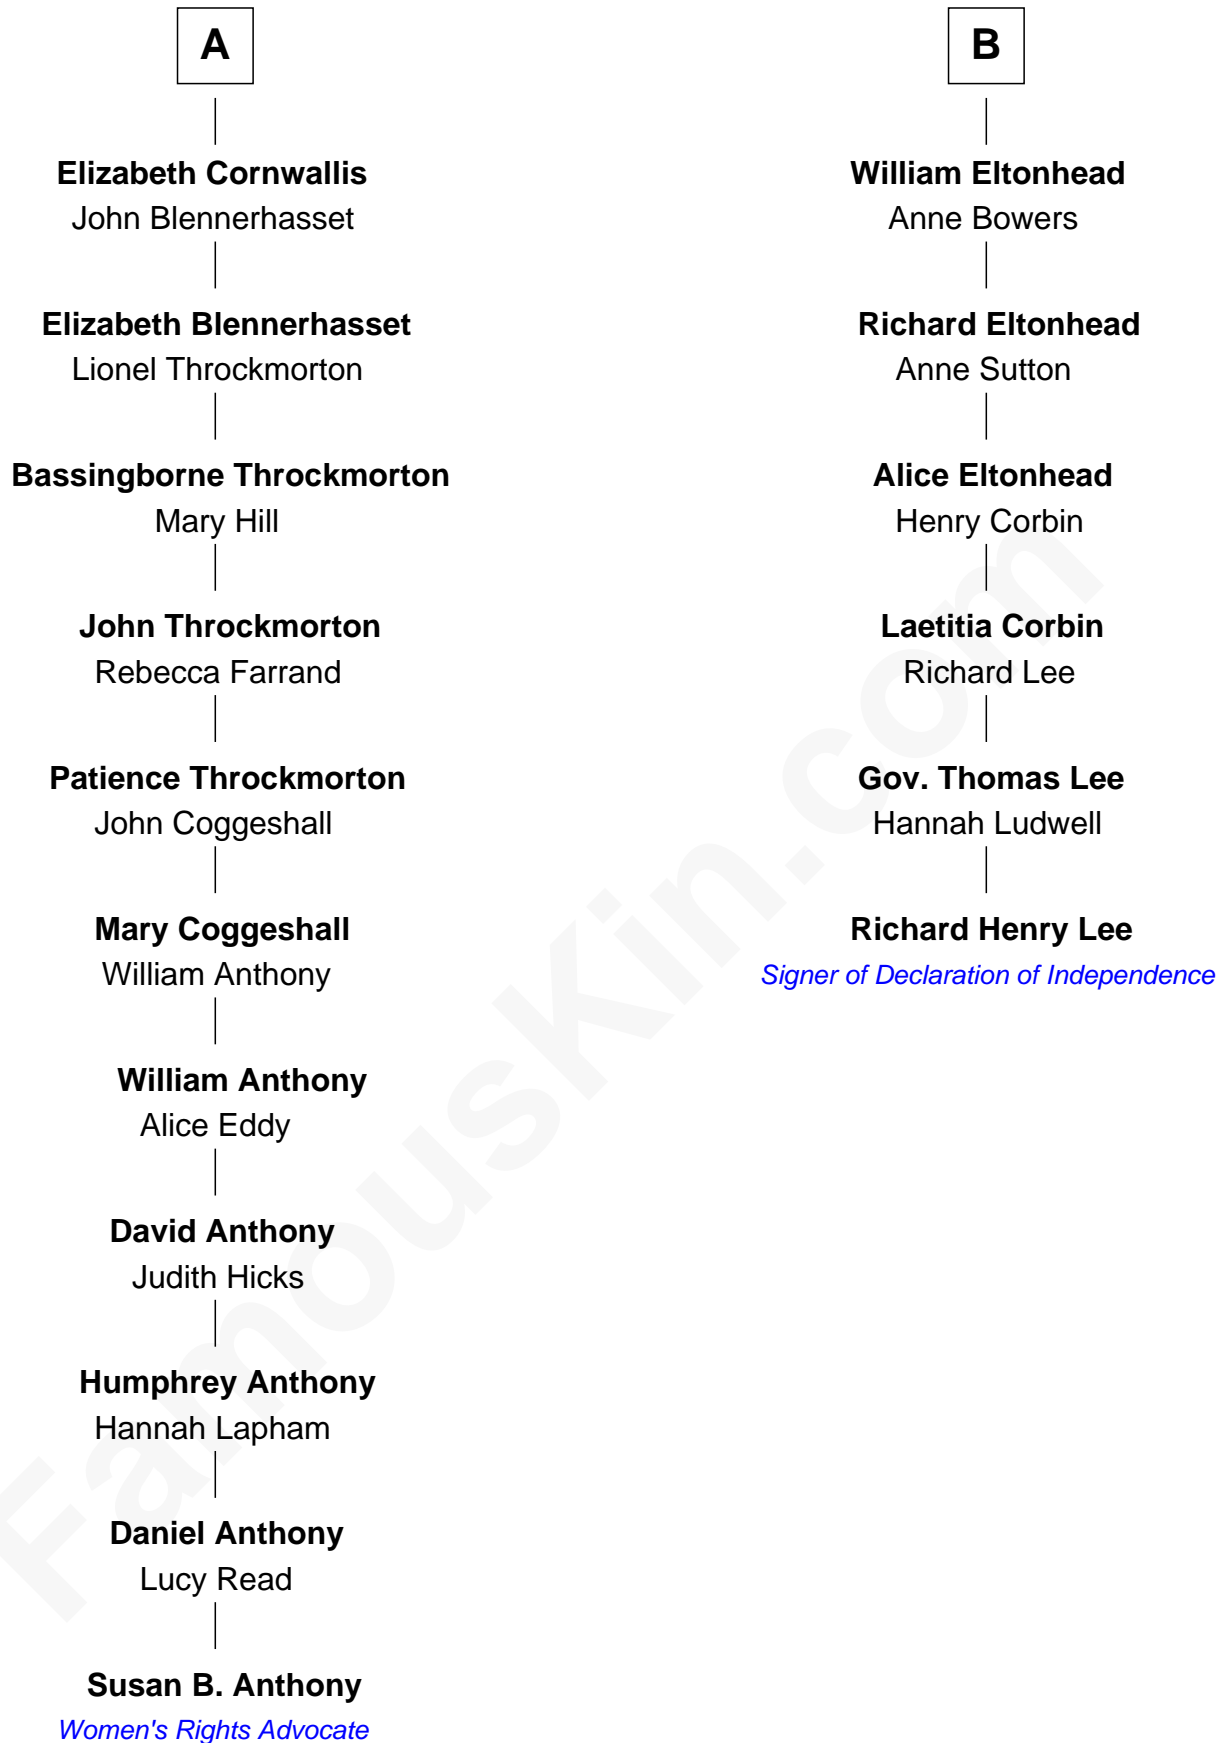 A
Elizabeth Cornwallis
John Blennerhasset
Elizabeth Blennerhasset
Lionel Throckmorton
Bassingborne Throckmorton
Mary Hill
John Throckmorton
Rebecca Farrand
Patience Throckmorton
John Coggeshall
Mary Coggeshall
William Anthony
William Anthony
Alice Eddy
David Anthony
Judith Hicks
Humphrey Anthony
Hannah Lapham
Daniel Anthony
Lucy Read
Susan B. Anthony
Women's Rights Advocate
B
William Eltonhead
Anne Bowers
Richard Eltonhead
Anne Sutton
Alice Eltonhead
Henry Corbin
Laetitia Corbin
Richard Lee
Gov. Thomas Lee
Hannah Ludwell
Richard Henry Lee
Signer of Declaration of Independence
FamousKin.com